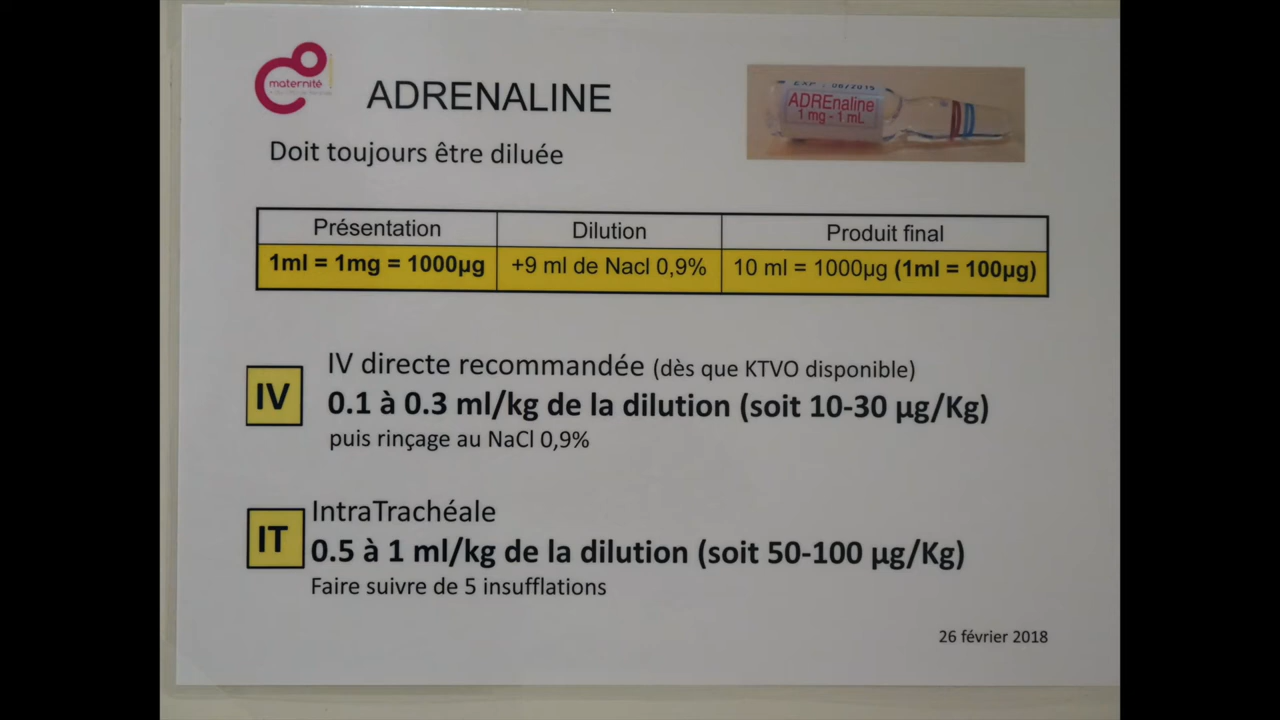 maternité
ADRENALINE
Doit toujours être diluée
ADREnaline
1 mg - 1 mL
Présentation Dilution Produit final
1ml = 1mg = 1000µg +9 ml de Nacl 0,9% 10 ml = 1000µg (1ml = 100µg)
IV
IV directe recommandée (dès que KTVO disponible)
0.1 à 0.3 ml/kg de la dilution (soit 10-30 µg/Kg)
puis rinçage au NaCl 0,9%
IT
IntraTrachéale
0.5 à 1 ml/kg de la dilution (soit 50-100 µg/Kg)
Faire suivre de 5 insufflations
26 février 2018